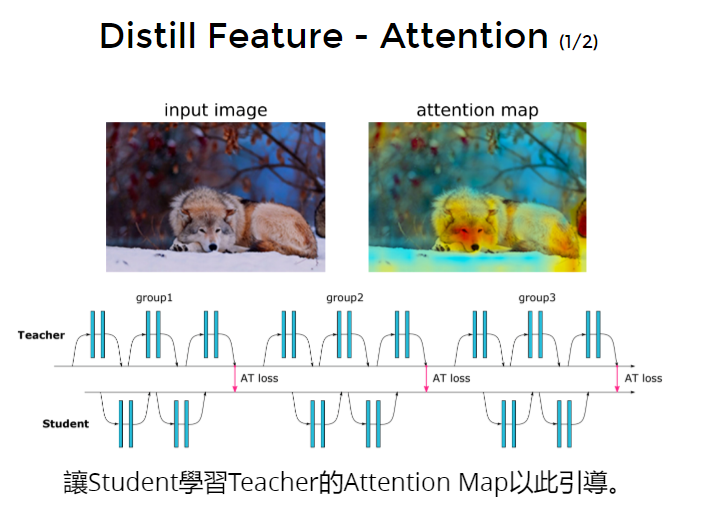 Distill Feature - Attention (1/2)
input image
attention map
group1
group2
group3
Teacher
AT loss
AT loss
AT loss
Student
讓Student學習Teacher的Attention Map以此引導。